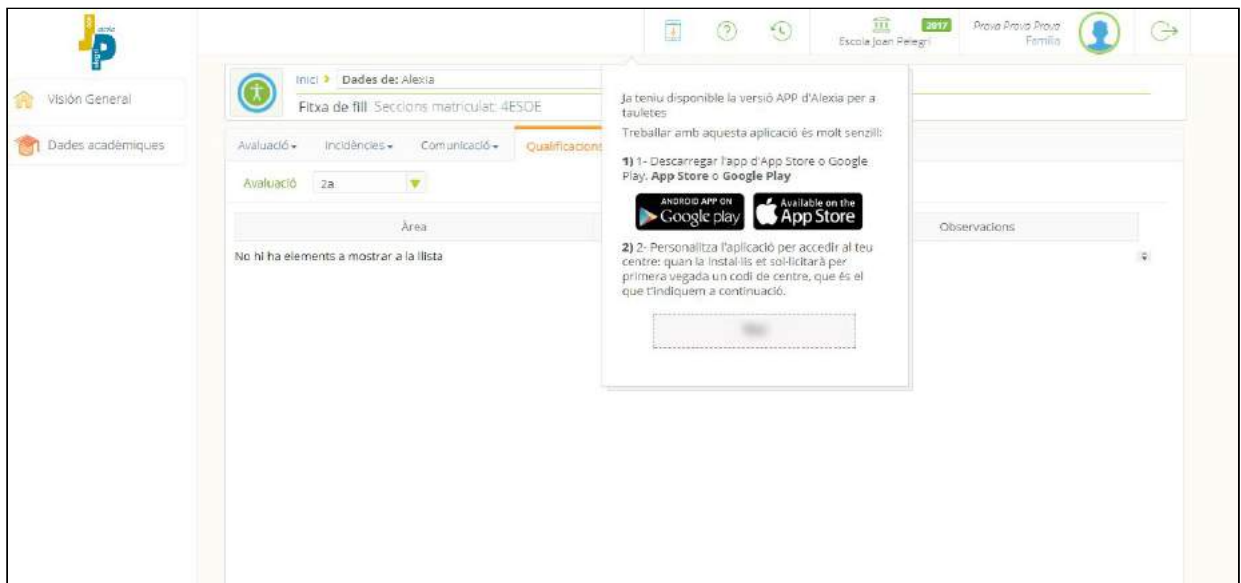 escola
JP
pelegrí
2017
Prova Prova Prova
Escola Joan Pelegrí
Família
Visión General
Dades acadèmiques
Inici > Dades de: Alexia
Fitxa de fill Seccions matriculat: 4ESOE
Avaluació
Incidències
Comunicació
Qualificacions
Avaluació 2a
Àrea
Observacions
No hi ha elements a mostrar a la llista
Ja teniu disponible la versió APP d'Alexia per a
tauletes
Treballar amb aquesta aplicació és molt senzill:
1) 1- Descarregar l'app d'App Store o Google
Play. App Store o Google Play
ANDROID APP ON
Google play
Available on the
App Store
2) 2- Personalitza l'aplicació per accedir al teu
centre: quan la instal·lis et sol·licitarà per
primera vegada un codi de centre, que és el
que t'indiquem a continuació.